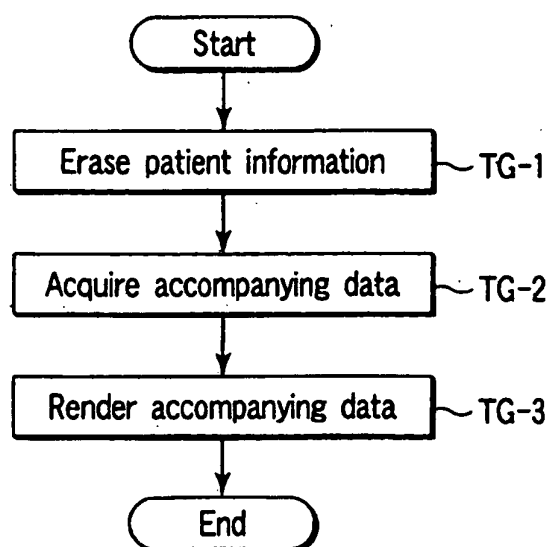 Start
Erase patient information
TG-1
Acquire accompanying data
TG-2
Render accompanying data
TG-3
End